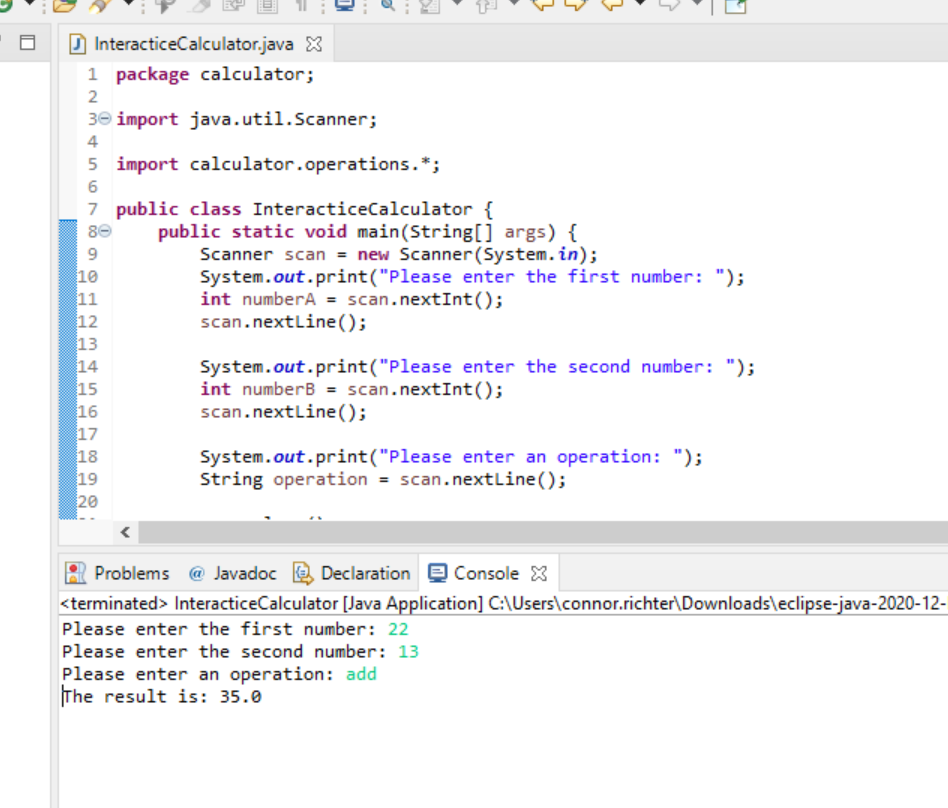 InteracticeCalculator.java
1 package calculator;
2
3 import java.util.Scanner;
4
5 import calculator.operations.*;
6
7 public class InteracticeCalculator {
8 public static void main(String[] args) {
9 Scanner scan = new Scanner(System.in);
10 System.out.print("Please enter the first number: ");
11 int numberA = scan.nextInt();
12 scan.nextLine();
13
14 System.out.print("Please enter the second number: ");
15 int numberB = scan.nextInt();
16 scan.nextLine();
17
18 System.out.print("Please enter an operation: ");
19 String operation = scan.nextLine();
20
Problems @ Javadoc Declaration Console
<terminated> InteracticeCalculator [Java Application] C:\Users\connor.richter\Downloads\eclipse-java-2020-12-
Please enter the first number: 22
Please enter the second number: 13
Please enter an operation: add
The result is: 35.0